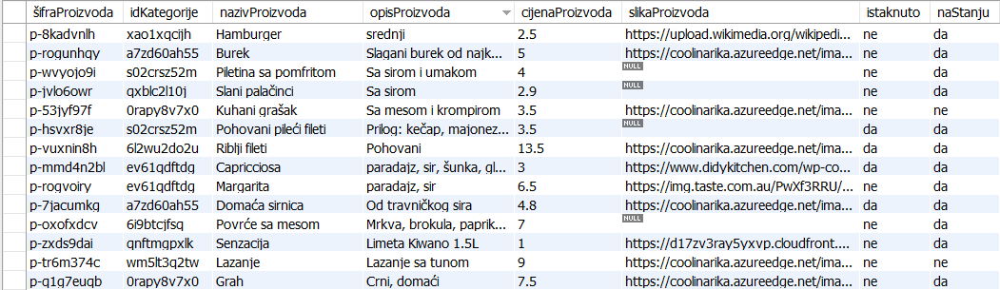 šifraProizvoda idKategorije nazivProizvoda opisProizvoda cijenaProizvoda slikaProizvoda istaknuto naStanju
p-8kadvnlh xao1xqcijh Hamburger srednji 2.5 https://upload.wikimedia.org/wikipedi... ne da
p-rogunhqy a7zd60ah55 Burek Slagani burek od najk... 5 https://coolinarika.azureedge.net/ima... ne da
p-wvyojo9i s02crsz52m Piletina sa pomfritom Sa sirom i umakom 4 NULL ne da
p-jvlo6owr qxblc2l10j Slani palačinci Sa sirom 2.9 NULL ne da
p-53jyf97f 0rapy8v7x0 Kuhani grašak Sa mesom i krompirom 3.5 https://coolinarika.azureedge.net/ima... ne da
p-hsvxr8je s02crsz52m Pohovani pileći fileti Prilog: kečap, majonez... 3.5 NULL da da
p-vuxnin8h 6l2wu2do2u Riblji fileti Pohovani 13.5 https://coolinarika.azureedge.net/ima... da da
p-mmd4n2bl ev61qdftdg Capricciosa paradajz, sir, šunka, gl... 3 https://www.didykitchen.com/wp-co... da da
p-rogvoiry ev61qdftdg Margarita paradajz, sir 6.5 https://img.taste.com.au/PwXf3RRU/... ne da
p-7jacumkg a7zd60ah55 Domaća sirnica Od travničkog sira 4.8 https://coolinarika.azureedge.net/ima... da da
p-oxofxdcv 6i9btcjfsq Povrće sa mesom Mrkva, brokula, paprik... 7 NULL ne da
p-zxds9dai qnftmgpxlk Senzacija Limeta Kiwano 1.5L 1 https://d17zv3ray5yxvp.cloudfront.... ne da
p-tr6m374c wm5lt3q2tw Lazanje Lazanje sa tunom 9 https://coolinarika.azureedge.net/ima... ne ne
p-q1g7euqb 0rapy8v7x0 Grah Crni, domaći 7.5 https://coolinarika.azureedge.net/ima... ne da